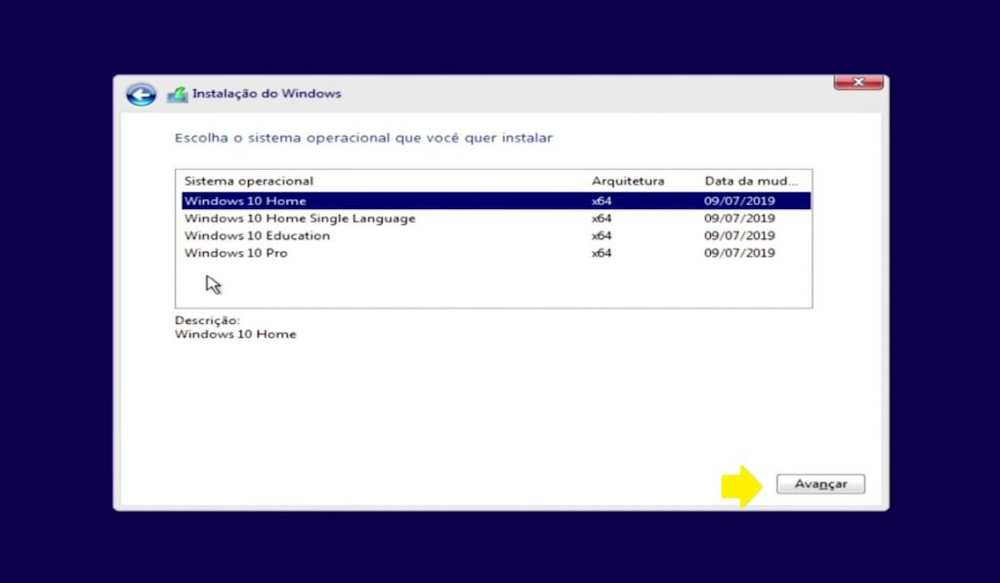 Instalação do Windows
Escolha o sistema operacional que você quer instalar
Sistema operacional Arquitetura Data da mud...
Windows 10 Home x64 09/07/2019
Windows 10 Home Single Language x64 09/07/2019
Windows 10 Education x64 09/07/2019
Windows 10 Pro x64 09/07/2019
Descrição:
Windows 10 Home
Avançar